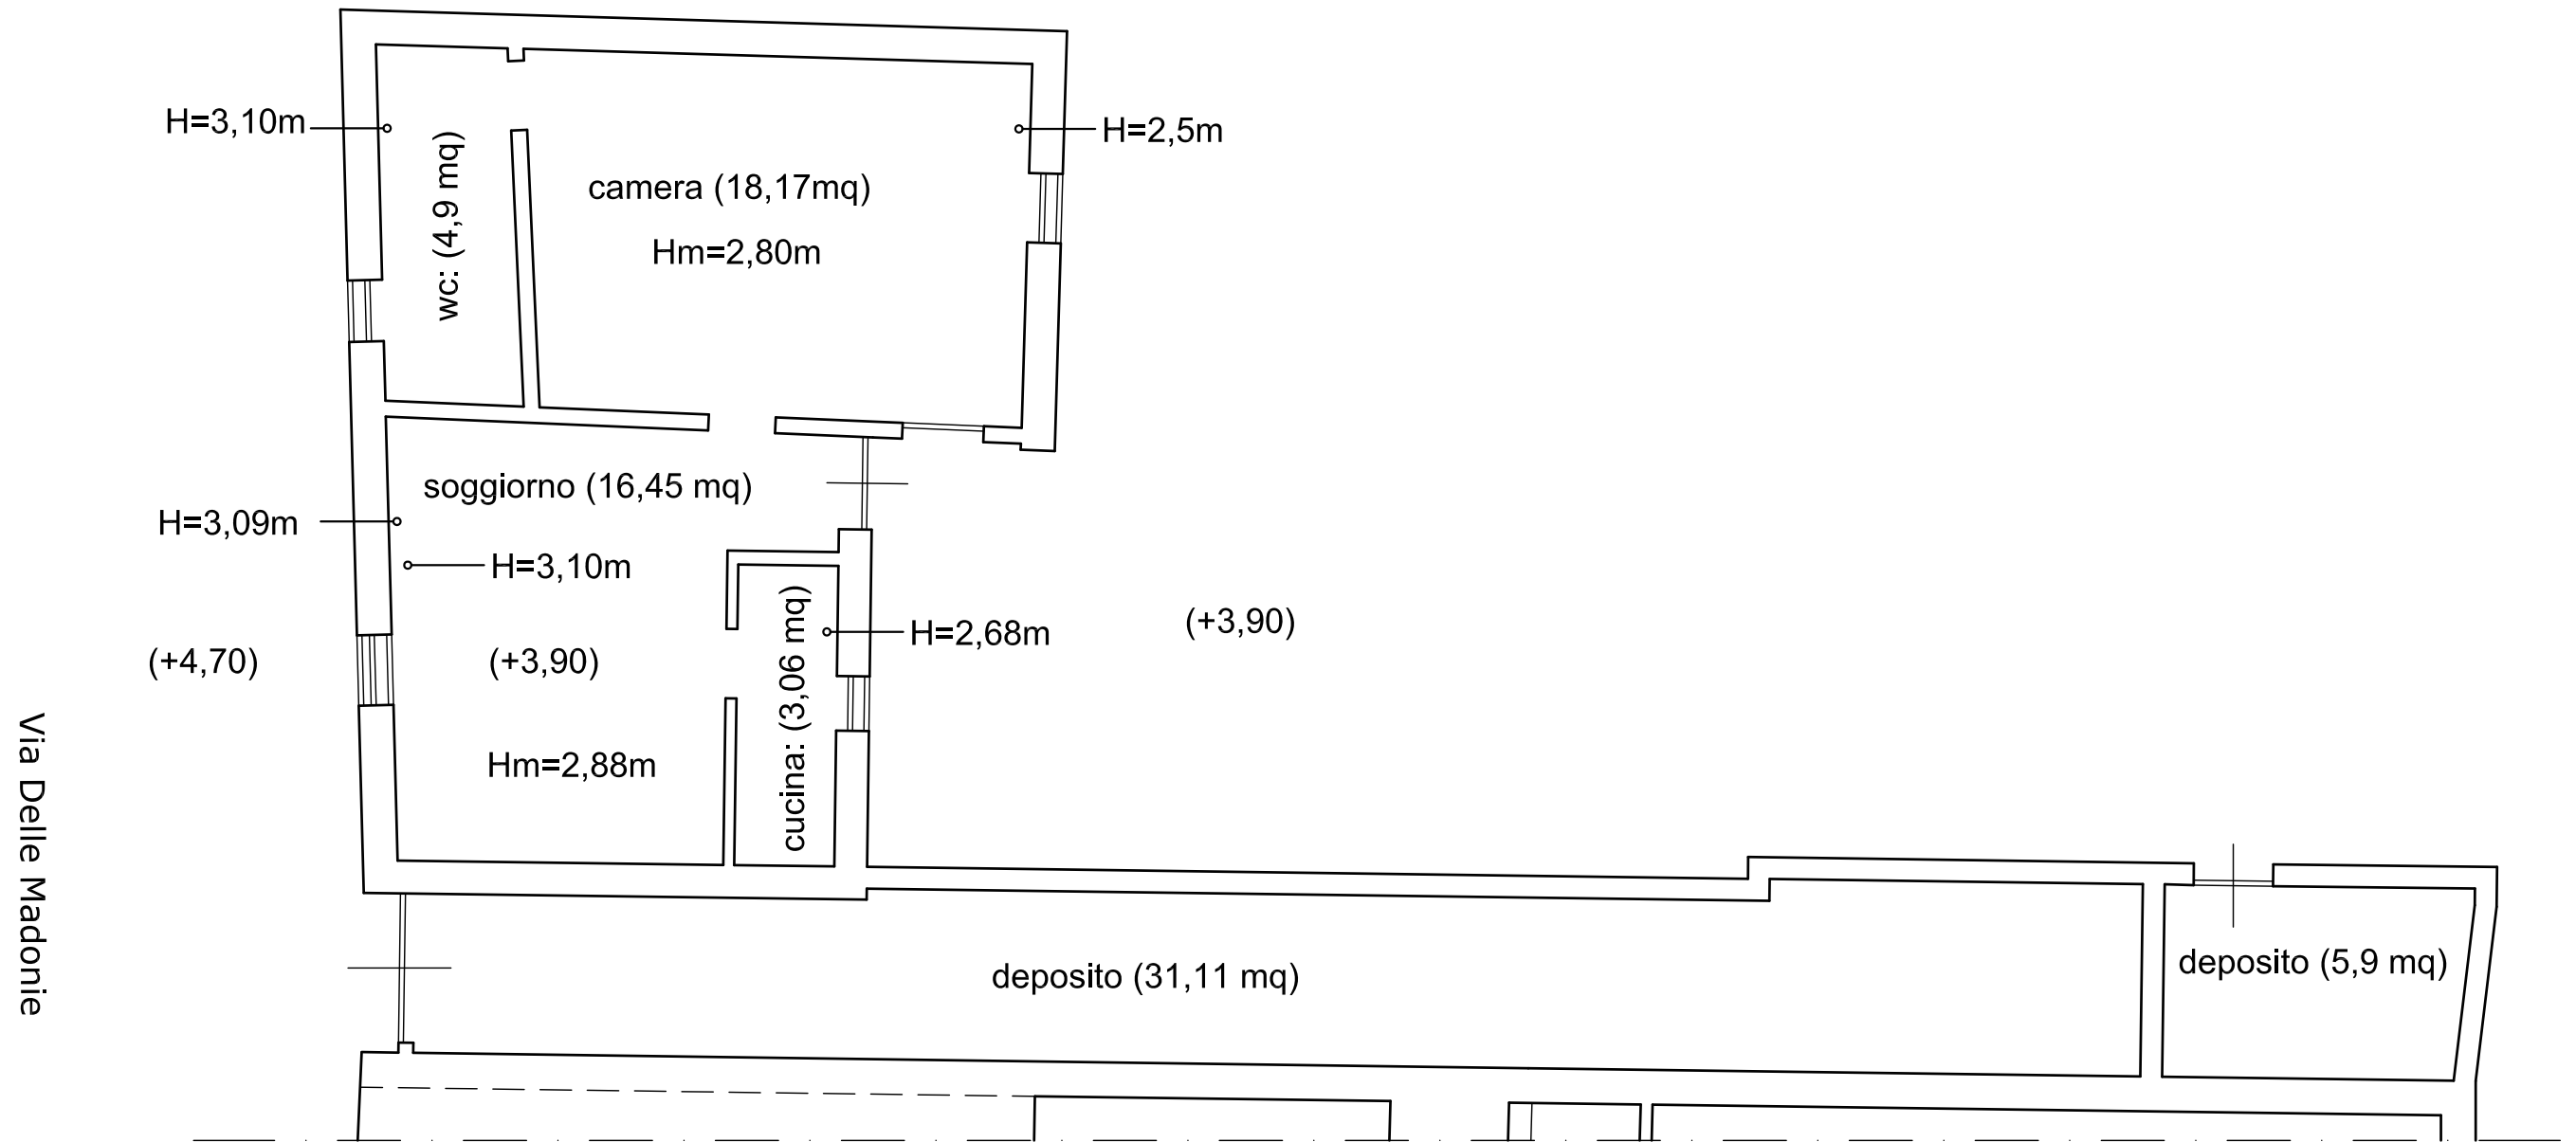 H=3,10m
H=2,5m
wc: (4,9 mq)
camera (18,17mq)
Hm=2,80m
soggiorno (16,45 mq)
H=3,09m
H=3,10m
cucina: (3,06 mq)
H=2,68m
(+3,90)
(+4,70)
(+3,90)
Hm=2,88m
Via Delle Madonie
deposito (31,11 mq)
deposito (5,9 mq)